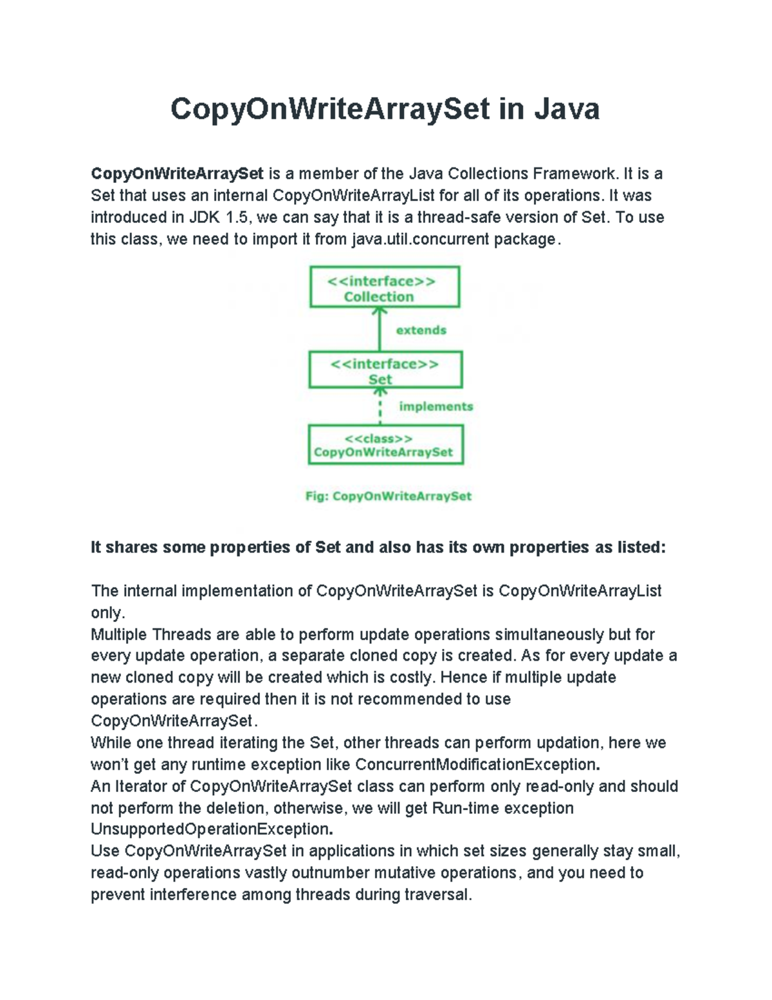 CopyOnWriteArraySet in Java
CopyOnWriteArraySet is a member of the Java Collections Framework. It is a
Set that uses an internal CopyOnWriteArrayList for all of its operations. It was
introduced in JDK 1.5, we can say that it is a thread-safe version of Set. To use
this class, we need to import it from java.util.concurrent package.
<<interface>>
Collection
extends
<<interface>>
Set
implements
<<class>>
CopyOnWriteArraySet
Fig: CopyOnWriteArraySet
It shares some properties of Set and also has its own properties as listed:
The internal implementation of CopyOnWriteArraySet is CopyOnWriteArrayList
only.
Multiple Threads are able to perform update operations simultaneously but for
every update operation, a separate cloned copy is created. As for every update a
new cloned copy will be created which is costly. Hence if multiple update
operations are required then it is not recommended to use
CopyOnWriteArraySet.
While one thread iterating the Set, other threads can perform updation, here we
won’t get any runtime exception like ConcurrentModificationException.
An Iterator of CopyOnWriteArraySet class can perform only read-only and should
not perform the deletion, otherwise, we will get Run-time exception
UnsupportedOperationException.
Use CopyOnWriteArraySet in applications in which set sizes generally stay small,
read-only operations vastly outnumber mutative operations, and you need to
prevent interference among threads during traversal.